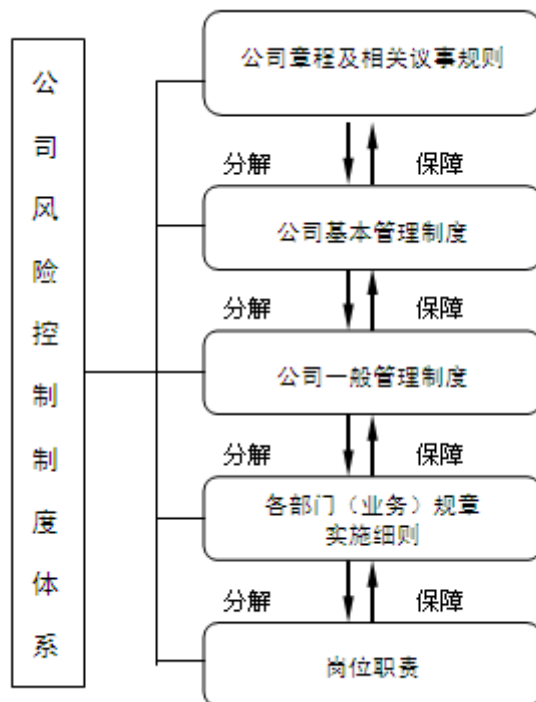 公司风险控制制度体系
公司章程及相关议事规则
分解 保障
公司基本管理制度
分解 保障
公司一般管理制度
分解 保障
各部门（业务）规章
实施细则
分解 保障
岗位职责